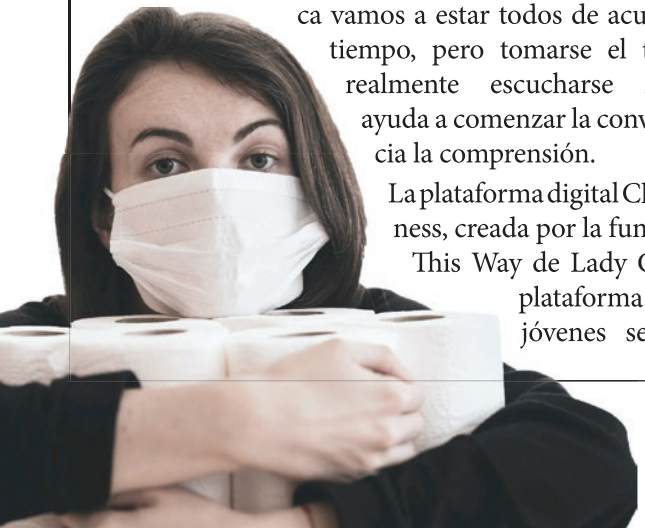 ca vamos a estar todos de acu
tiempo, pero tomarse el t
realmente escucharse
ayuda a comenzar la conv
cia la comprensión.
La plataforma digital C
ness, creada por la fun
This Way de Lady G
plataforma
jóvenes se